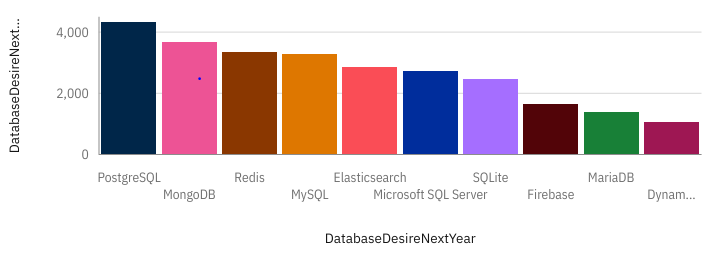 DatabaseDesireNext...
4,000
2,000
0
PostgreSQL
MongoDB
Redis
MySQL
Elasticsearch
Microsoft SQL Server
SQLite
Firebase
MariaDB
Dynam...
DatabaseDesireNextYear